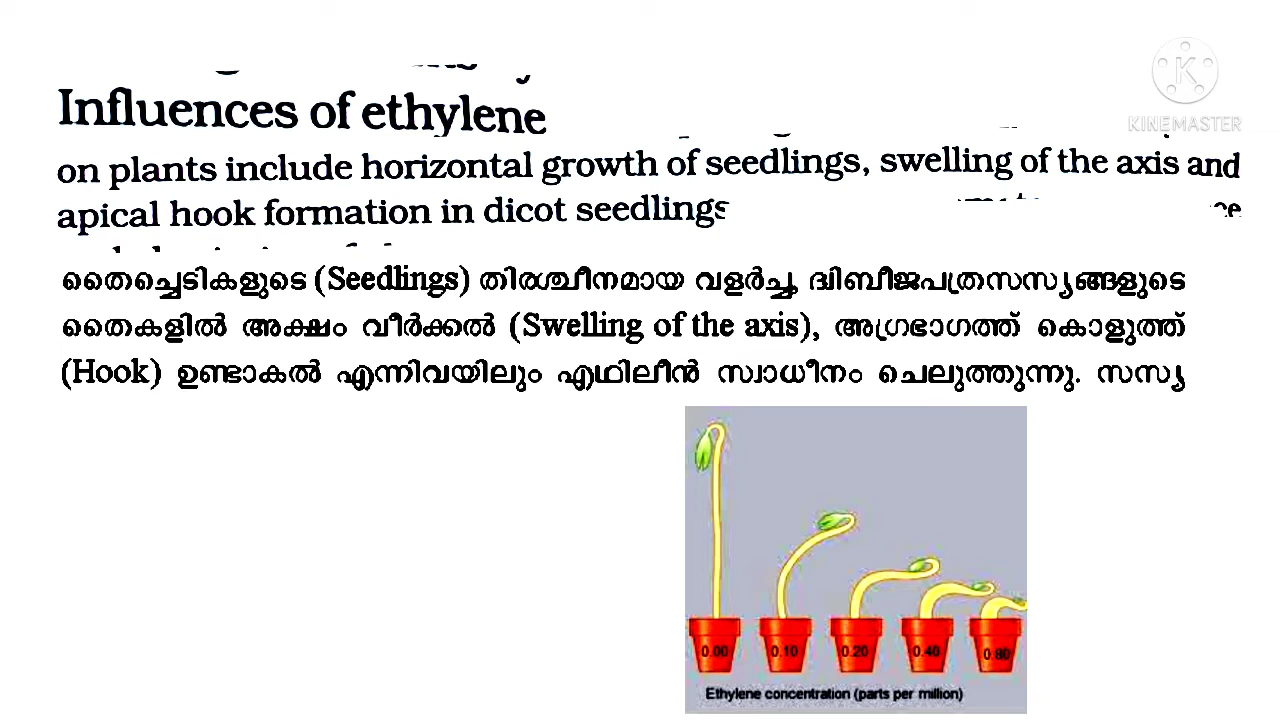 KINEMASTER
Influences of ethylene
on plants include horizontal growth of seedlings, swelling of the axis and
apical hook formation in dicot seedlings
തൈച്ചെടികളുടെ (Seedlings) തിരശ്ചീനമായ വളർച്ച, ദ്വിബീജപത്രസസ്യങ്ങളുടെ
തൈകളിൽ അക്ഷം വീർക്കൽ (Swelling of the axis), അഗ്രഭാഗത്ത് കൊളുത്ത്
(Hook) ഉണ്ടാകൽ എന്നിവയിലും എഥിലീൻ സ്വാധീനം ചെലുത്തുന്നു. സസ്യ
0.00 0.10 0.20 0.40 0.80
Ethylene concentration (parts per million)